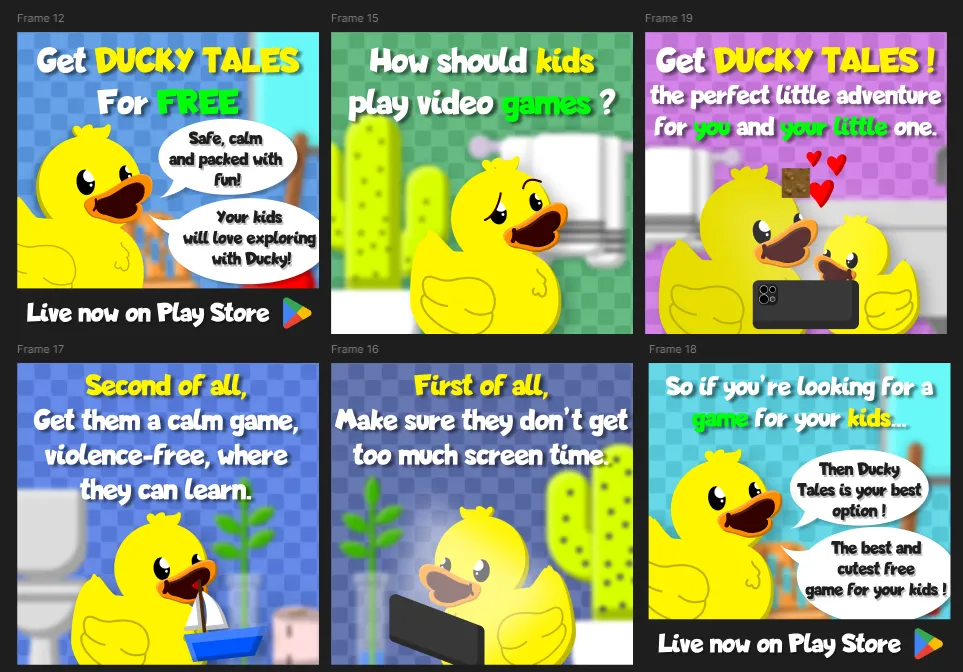 Frame 12
Get DUCKY TALES
For FREE
Safe, calm
and packed with
fun!
Your kids
will love exploring
with Ducky!
Live now on Play Store
Frame 15
How should kids
play video games ?
Frame 19
Get DUCKY TALES !
the perfect little adventure
for you and your little one.
Frame 17
Second of all,
Get them a calm game,
violence-free, where
they can learn.
Frame 16
First of all,
Make sure they don't get
too much screen time.
Frame 18
So if you're looking for a
game for your kids...
Then Ducky
Tales is your best
option !
The best and
cutest free
game for your kids !
Live now on Play Store